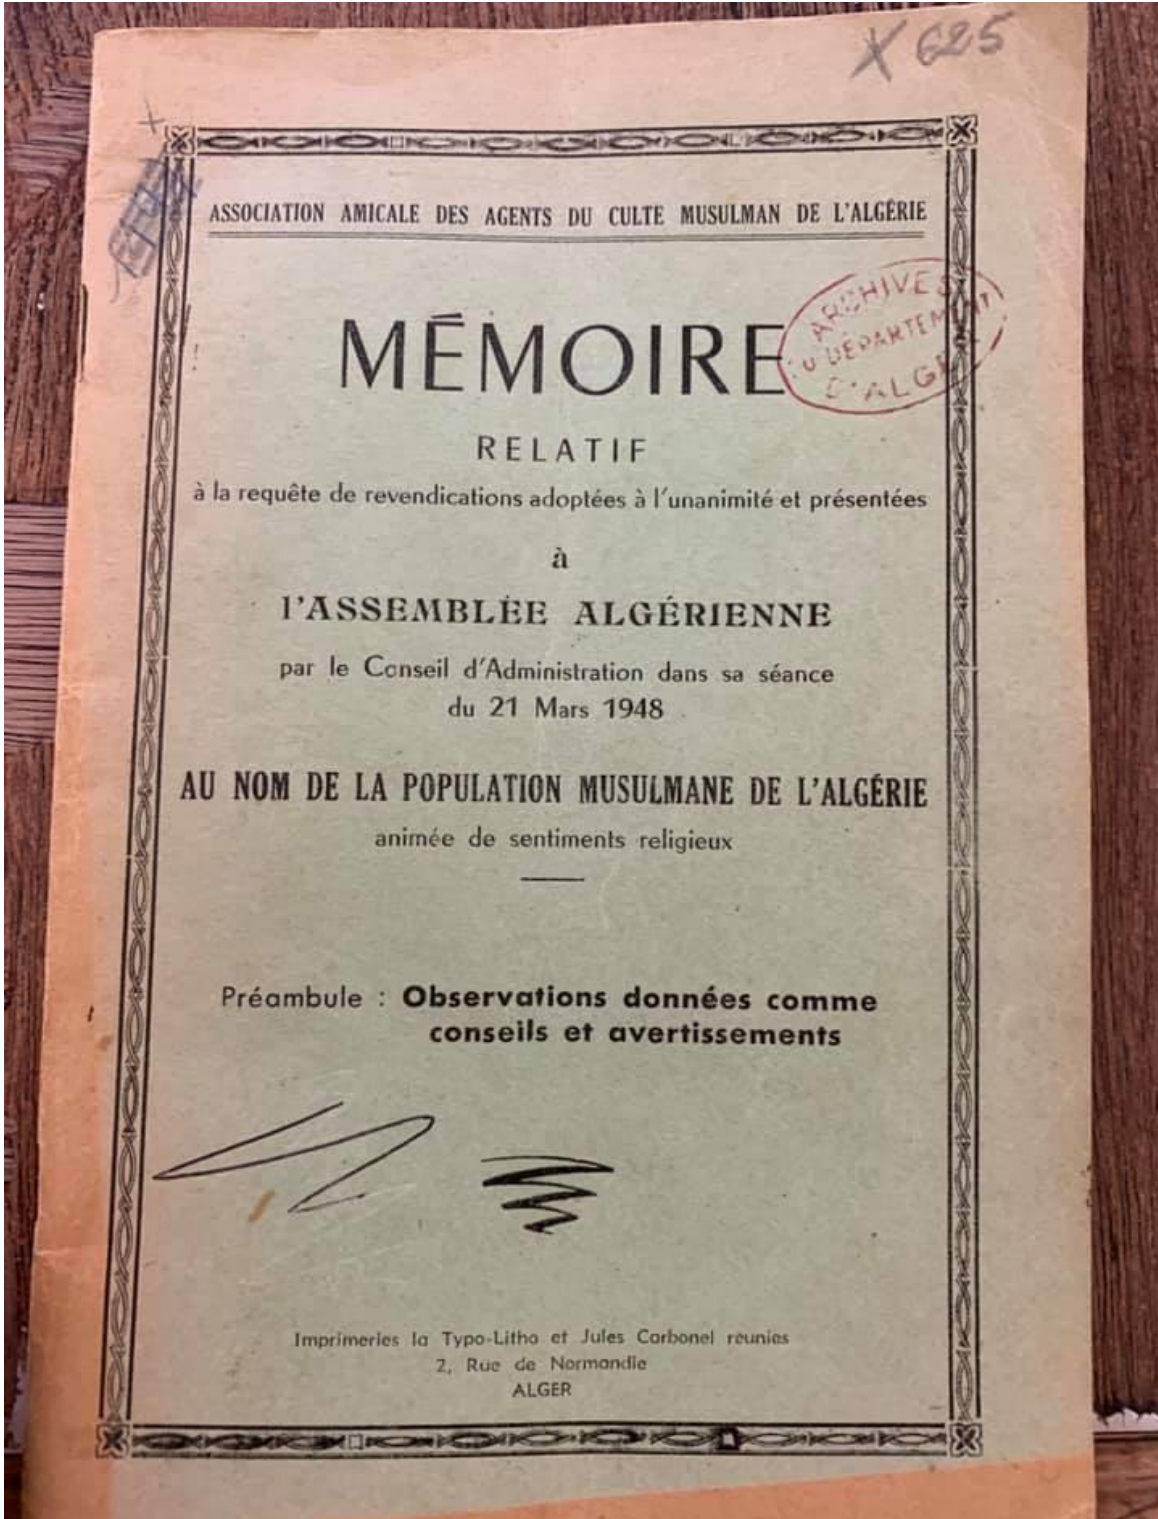 X 625
ASSOCIATION AMICALE DES AGENTS DU CULTE MUSULMAN DE L'ALGÉRIE
ARCHIVES
DU DÉPARTEMENT
D'ALGER
MÉMOIRE
RELATIF
à la requête de revendications adoptées à l'unanimité et présentées
à
l'ASSEMBLÉE ALGÉRIENNE
par le Conseil d'Administration dans sa séance
du 21 Mars 1948
AU NOM DE LA POPULATION MUSULMANE DE L'ALGÉRIE
animée de sentiments religieux
Préambule : Observations données comme
conseils et avertissements
Imprimeries la Typo-Litho et Jules Carbonel reunies
2, Rue de Normandie
ALGER